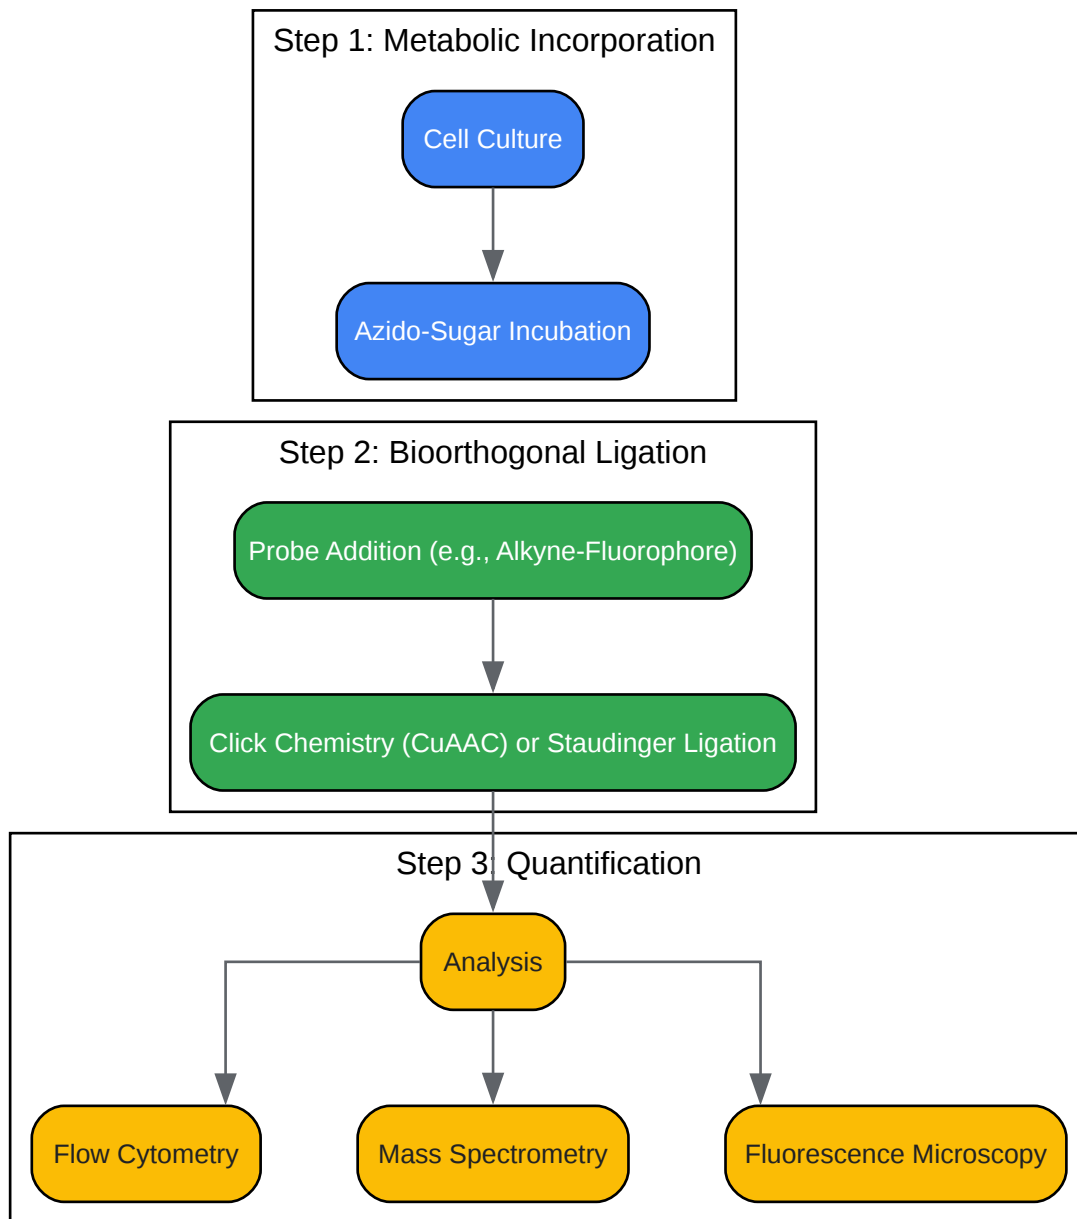 Step 1: Metabolic Incorporation
Cell Culture
Azido-Sugar Incubation
Step 2: Bioorthogonal Ligation
Probe Addition (e.g., Alkyne-Fluorophore)
Click Chemistry (CuAAC) or Staudinger Ligation
Step 3: Quantification
Analysis
Flow Cytometry
Mass Spectrometry
Fluorescence Microscopy